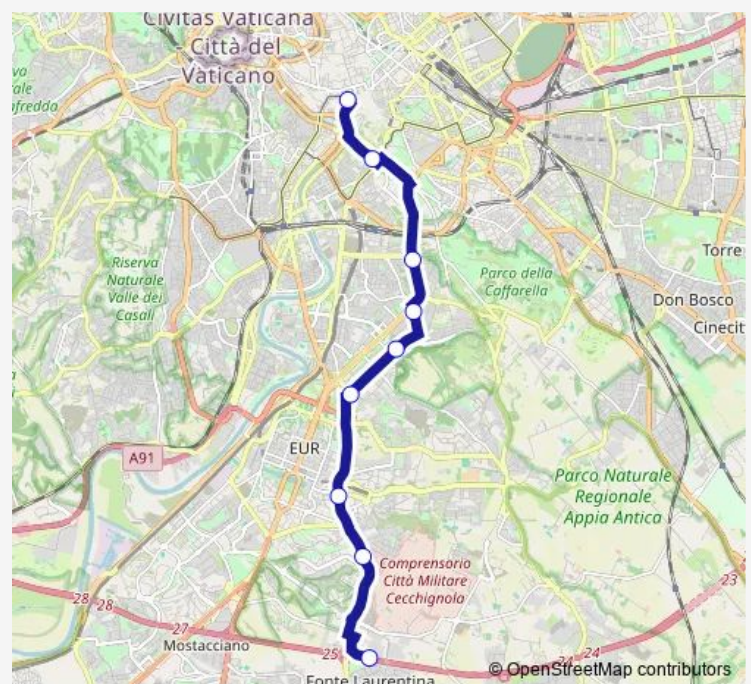 Civitas Vaticana
Città del
Vaticano
Riserva
Naturale
Valle dei
Casali
Parco della
Caffarella
Torre
Don Bosco
A91
EUR
Parco Naturale
Regionale
Appia Antica
Comprensorio
Città Militare
Cecchignola
28
28
27
Mostacciano
25
24
24
23
Fonte Laurentina
© OpenStreetMap contributors